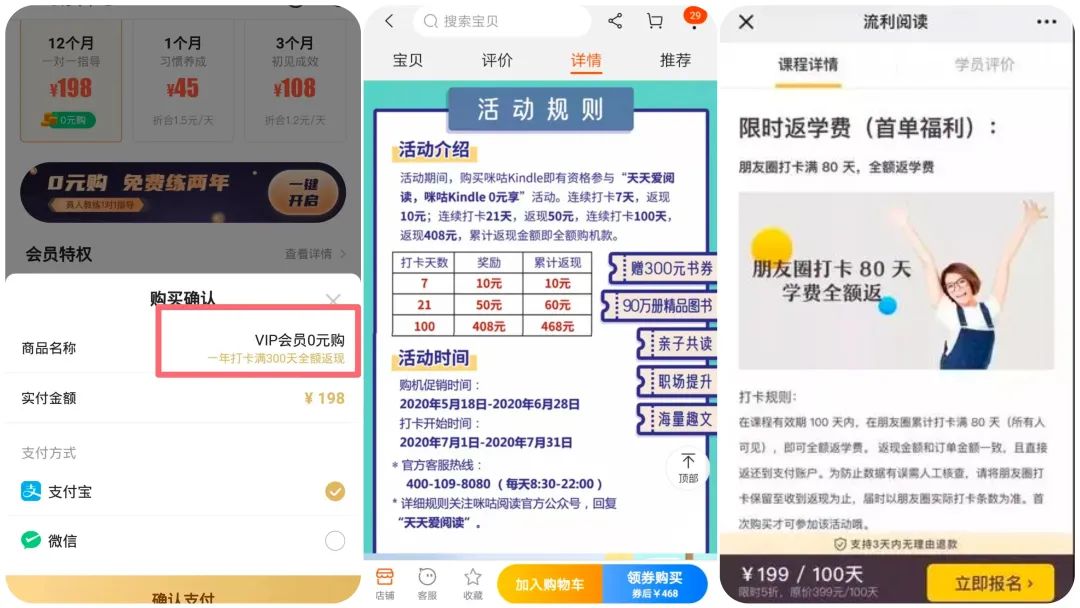 12个月
一对一指导
¥198
0元购
1个月
习惯养成
¥45
折合1.5元/天
3个月
初见成效
¥108
折合1.2元/天
0元购 免费练两年
真人教练1对1指导
一键
开启
会员特权
查看详情 >
购买确认
商品名称
VIP会员0元购
一年打卡满300天全额返现
实付金额
¥ 198
支付方式
支付宝
微信
确认支付
搜索宝贝
29
宝贝
评价
详情
推荐
活动规则
活动介绍
活动期间，购买咪咕Kindle即有资格参与“天天爱阅
读，咪咕Kindle 0元享”活动。连续打卡7天，返现
10元；连续打卡21天，返现50元，连续打卡100天，
返现408元，累计返现金额即全额购机款。
打卡天数 奖励 累计返现
7 10元 10元
21 50元 60元
100 408元 468元
赠300元书券
90万册精品图书
亲子共读
职场提升
海量趣文
活动时间
购机促销时间：
2020年5月18日-2020年6月28日
打卡开始时间：
2020年7月1日-2020年7月31日
* 官方客服热线：
400-109-8080（每天8:30-22:00）
* 详细规则关注咪咕阅读官方公众号，回复
“天天爱阅读”。
顶部
店铺
客服
收藏
加入购物车
领券购买
券后¥468
流利阅读
课程详情
学员评价
限时返学费（首单福利）：
朋友圈打卡满 80 天，全额返学费
朋友圈打卡 80 天
学费全额返
打卡规则:
在课程有效期 100 天内，在朋友圈累计打卡满 80 天（所有人
可见），即可全额返学费。 返现金额和订单金额一致，且直接
返还到支付账户。为防止数据有误需人工核查，请将朋友圈打
卡保留至收到返现为止，届时以朋友圈实际打卡条数为准。首
次购买才可参加该活动哦。
支持3天内无理由退款
¥199 / 100天
限时5折，原价399元/100天
立即报名 ›